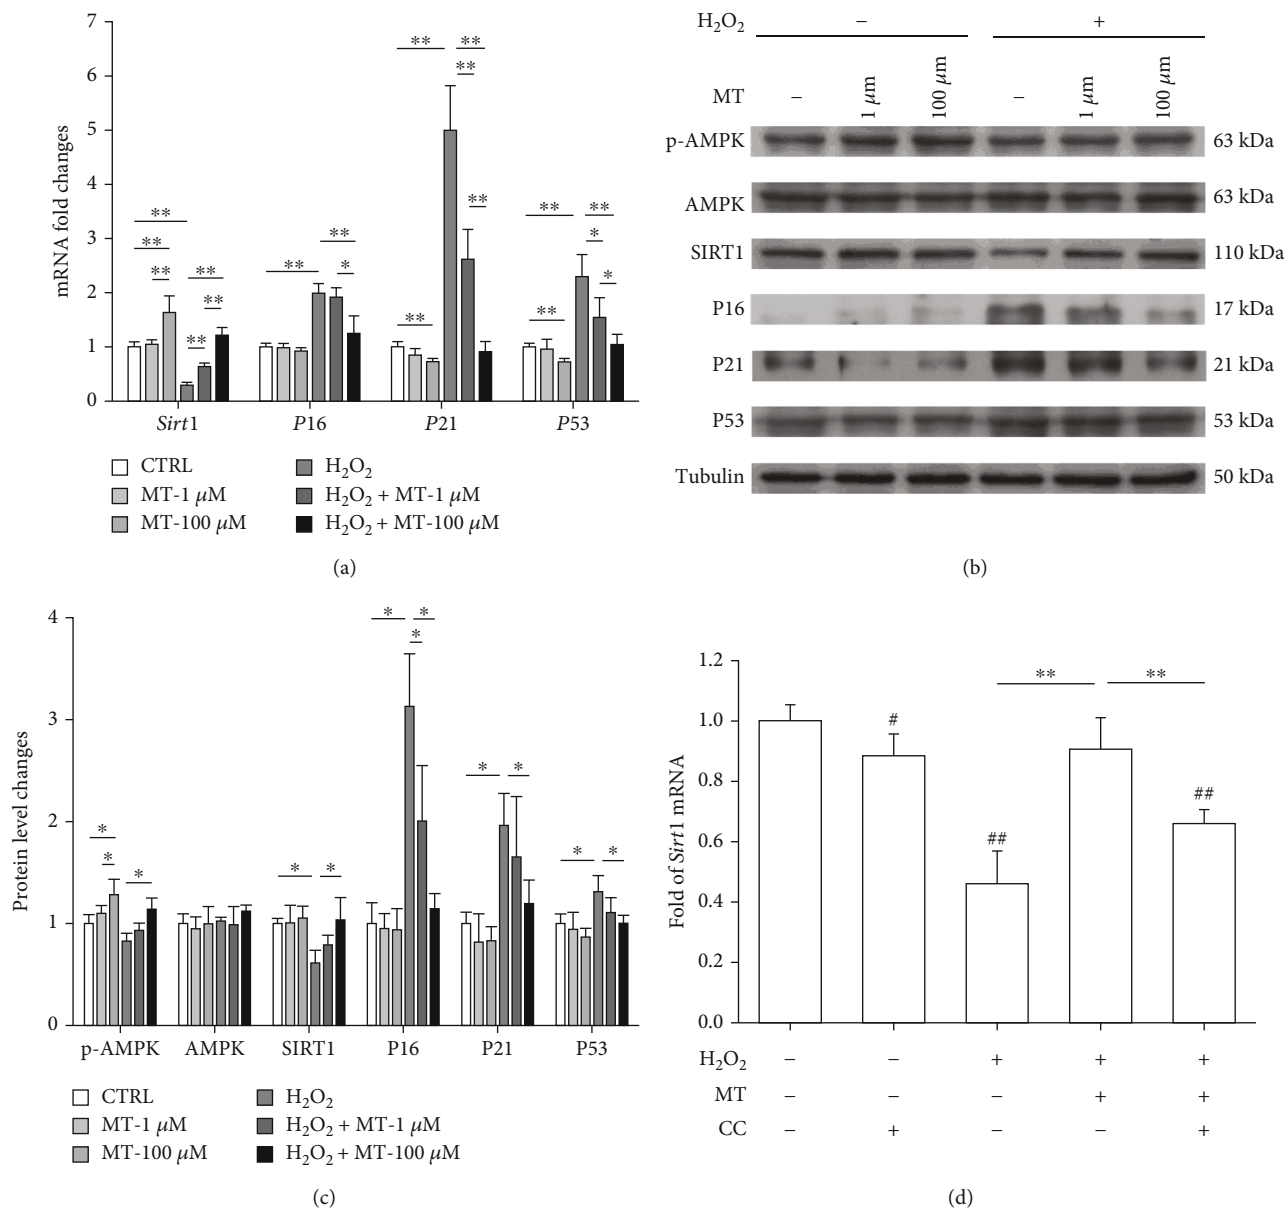 7
6
5
4
3
2
1
0
mRNA fold changes
** ** ** ** ** ** **
** ** *
** **
** ** ** ** **
** ** ** * *
** **
Sirt1 P16 P21 P53
CTRL H₂O₂
MT-1 μM H₂O₂ + MT-1 μM
MT-100 μM H₂O₂ + MT-100 μM
(a)
H₂O₂ − +
MT − 1 μm 100 μm − 1 μm 100 μm
p-AMPK 63 kDa
AMPK 63 kDa
SIRT1 110 kDa
P16 17 kDa
P21 21 kDa
P53 53 kDa
Tubulin 50 kDa
(b)
4
3
2
1
0
Protein level changes
* *
*
* *
* * * * *
* *
p-AMPK AMPK SIRT1 P16 P21 P53
CTRL H₂O₂
MT-1 μM H₂O₂ + MT-1 μM
MT-100 μM H₂O₂ + MT-100 μM
(c)
1.2
1.0
0.8
0.6
0.4
0.2
0.0
Fold of Sirt1 mRNA
** **
# ## ##
H₂O₂ − − + + +
MT − − − + +
CC − + − − +
(d)